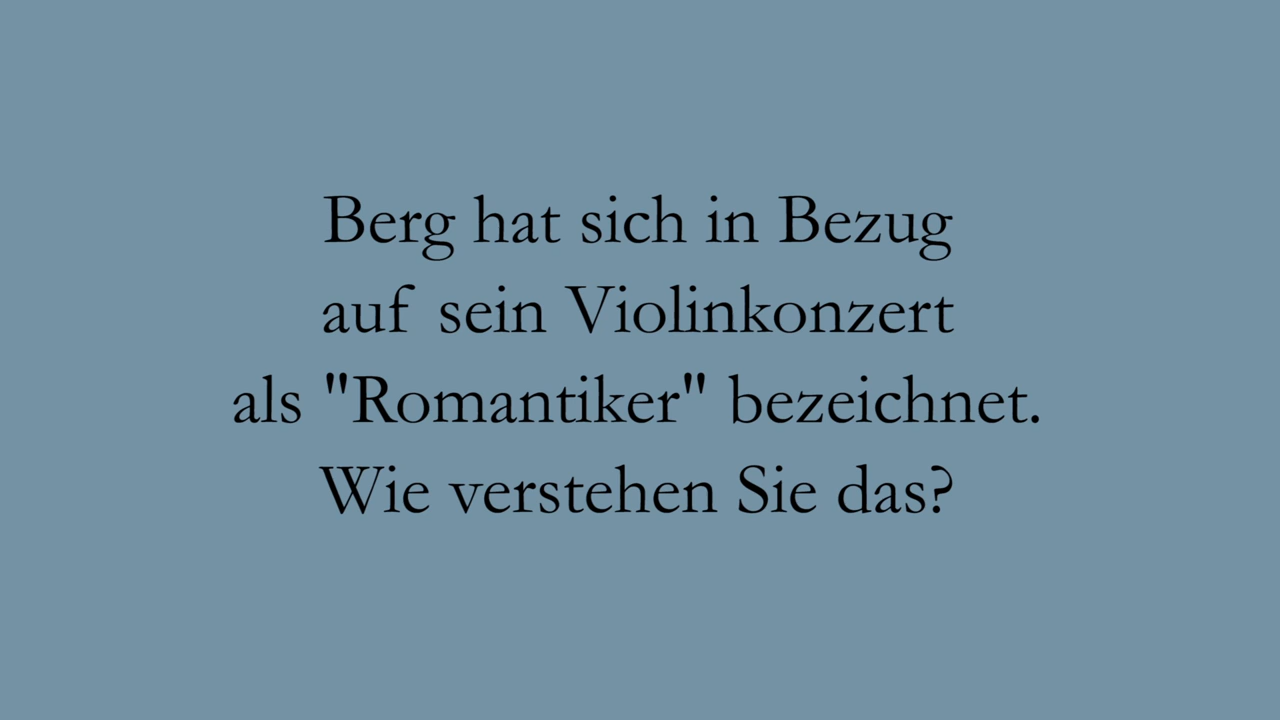 Berg hat sich in Bezug
auf sein Violinkonzert
als "Romantiker" bezeichnet.
Wie verstehen Sie das?